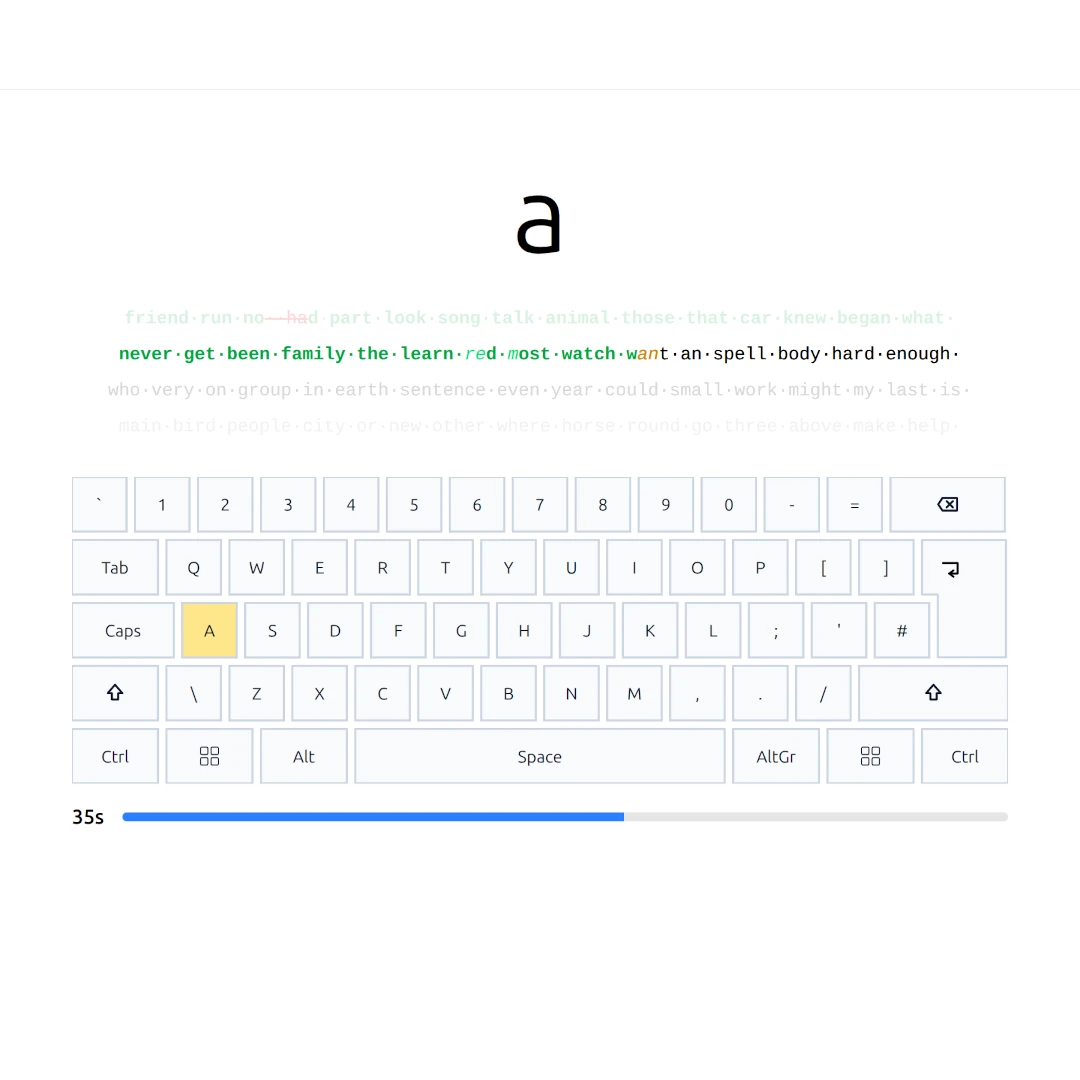 a
friend·run·no··had·part·look·song·talk·animal·those·that·car·knew·began·what·
never·get·been·family·the·learn·red·most·watch·want·an·spell·body·hard·enough·
who·very·on·group·in·earth·sentence·even·year·could·small·work·might·my·last·is·
main·bird·people·city·or·new·other·where·horse·round·go·three·above·make·help·
` 1 2 3 4 5 6 7 8 9 0 - =
Tab Q W E R T Y U I O P [ ]
Caps A S D F G H J K L ; ' #
\ Z X C V B N M , . /
Ctrl Alt Space AltGr Ctrl
35s